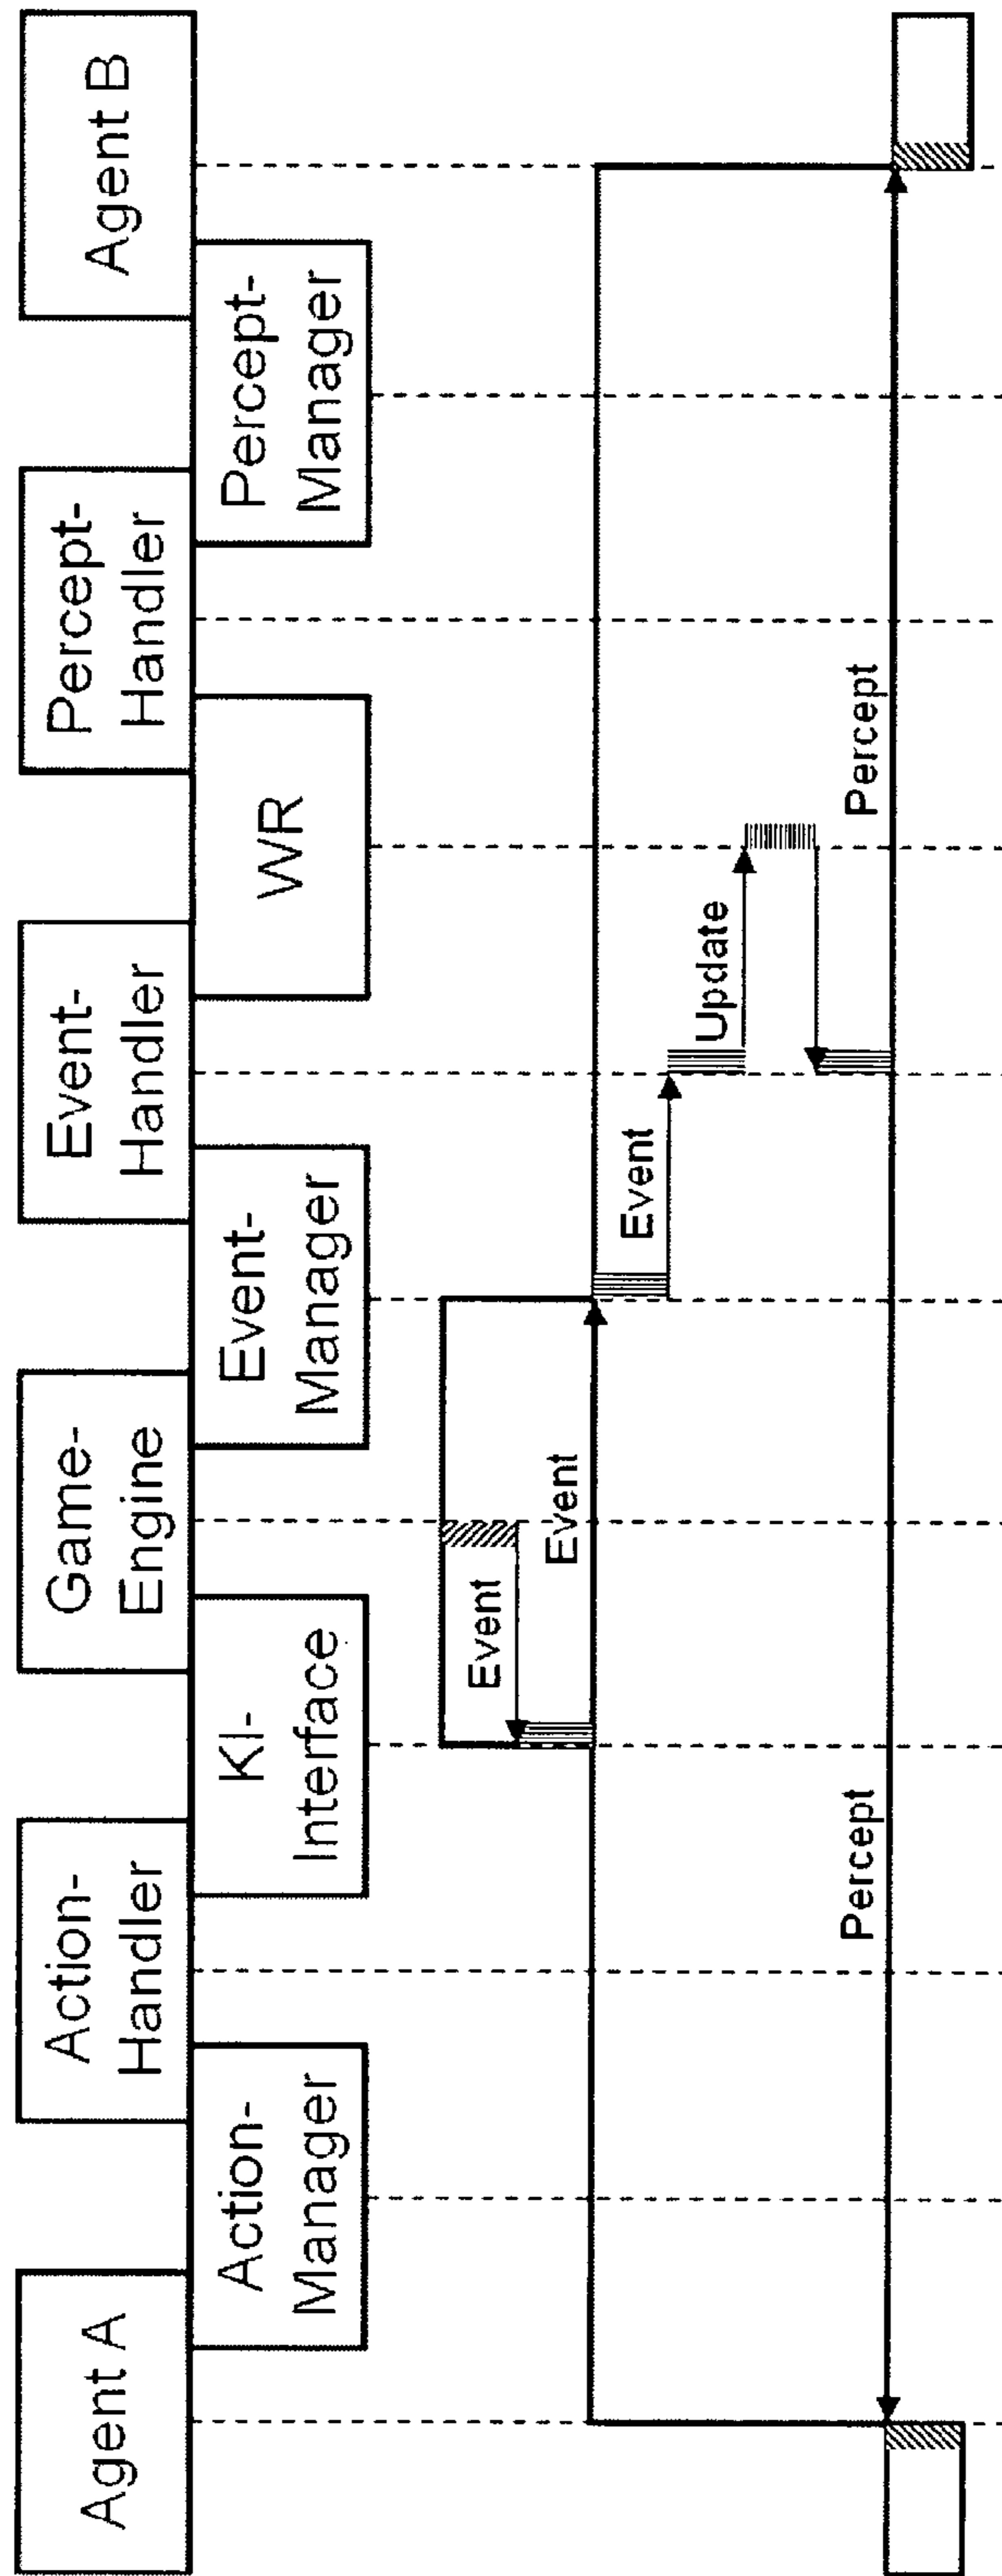 Agent A
Action-
Manager
Action-
Handler
KI-
Interface
Game-
Engine
Event-
Manager
Event-
Handler
WR
Percept-
Handler
Percept-
Manager
Agent B
Event
Event
Event
Update
Percept
Percept